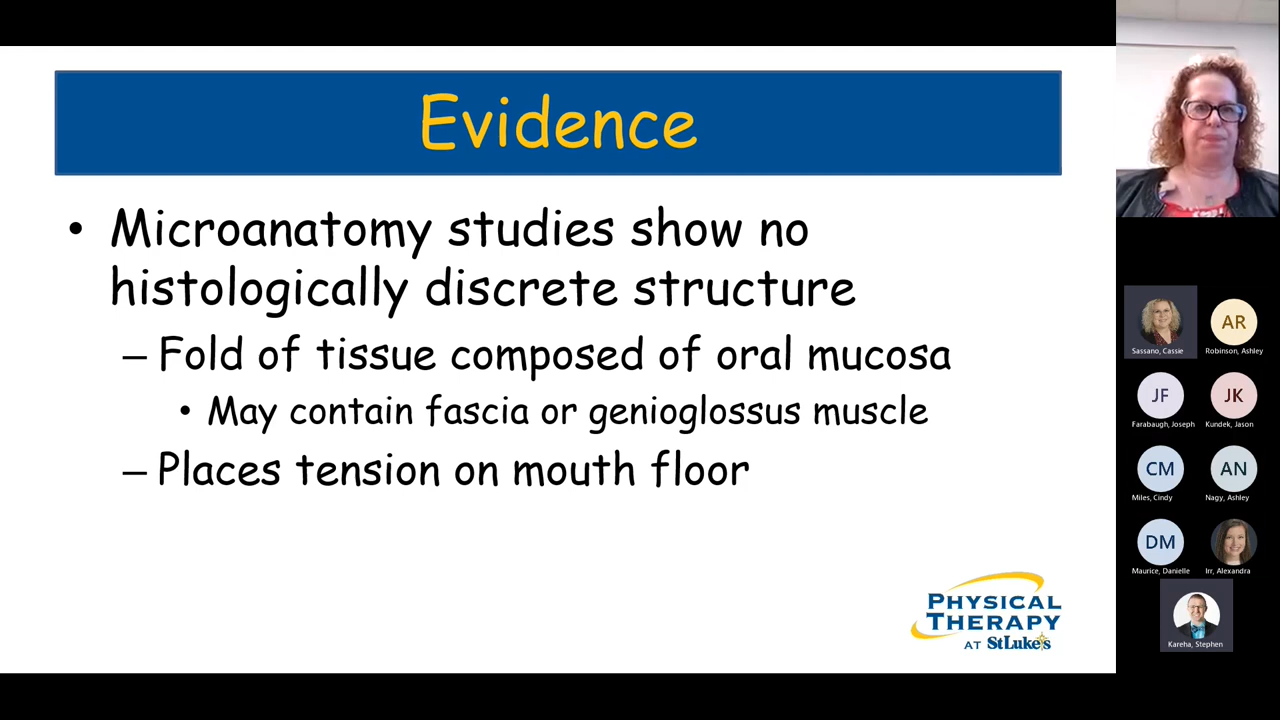 Evidence
• Microanatomy studies show no
histologically discrete structure
– Fold of tissue composed of oral mucosa
• May contain fascia or genioglossus muscle
– Places tension on mouth floor
PHYSICAL
THERAPY
AT StLuke's
Sassano, Cassie
AR
Robinson, Ashley
JF
Farabaugh, Joseph
JK
Kundek, Jason
CM
Miles, Cindy
AN
Nagy, Ashley
DM
Maurice, Danielle
Irr, Alexandra
Kareha, Stephen